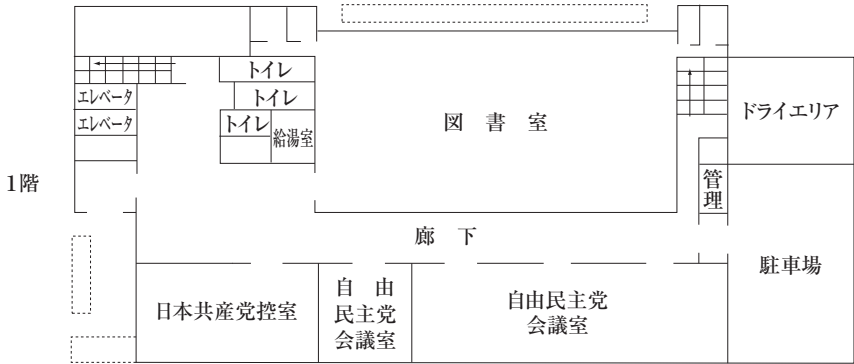 トイレ
エレベータ
トイレ
エレベータ
トイレ
給湯室
図書室
ドライエリア
1階
管理
廊下
駐車場
日本共産党控室
自由
民主党
会議室
自由民主党
会議室